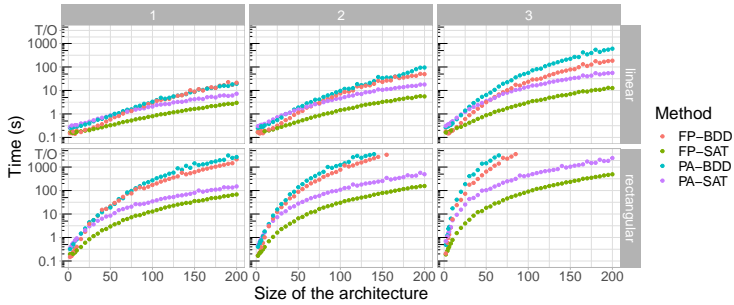 1 2 3
T/O
1000
100
10
1
0.1
linear
Time (s)
T/O
1000
100
10
1
0.1
rectangular
0 50 100 150 200 0 50 100 150 200 0 50 100 150 200
Size of the architecture
Method
FP−BDD
FP−SAT
PA−BDD
PA−SAT